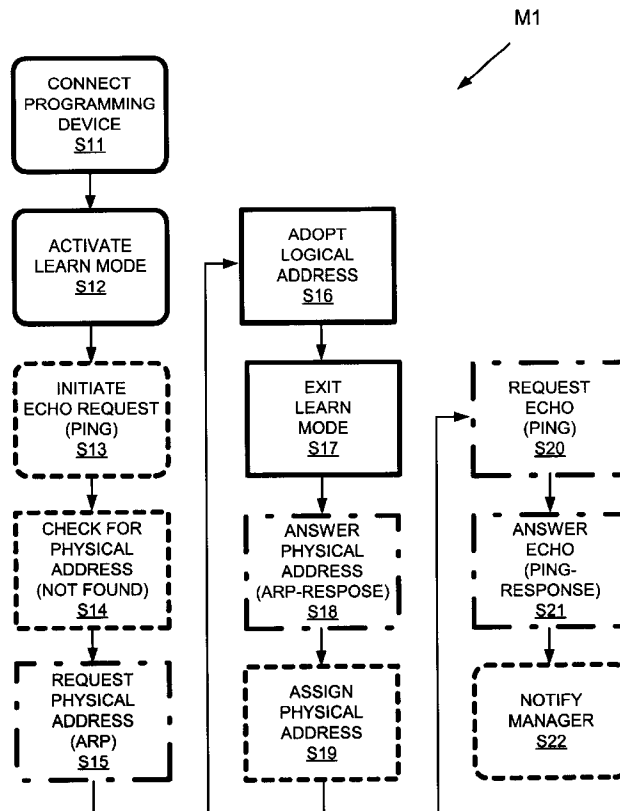 M1
CONNECT
PROGRAMMING
DEVICE
S11
ACTIVATE
LEARN MODE
S12
INITIATE
ECHO REQUEST
(PING)
S13
CHECK FOR
PHYSICAL
ADDRESS
(NOT FOUND)
S14
REQUEST
PHYSICAL
ADDRESS
(ARP)
S15
ADOPT
LOGICAL
ADDRESS
S16
EXIT
LEARN
MODE
S17
ANSWER
PHYSICAL
ADDRESS
(ARP-RESPOSE)
S18
ASSIGN
PHYSICAL
ADDRESS
S19
REQUEST
ECHO
(PING)
S20
ANSWER
ECHO
(PING-
RESPONSE)
S21
NOTIFY
MANAGER
S22